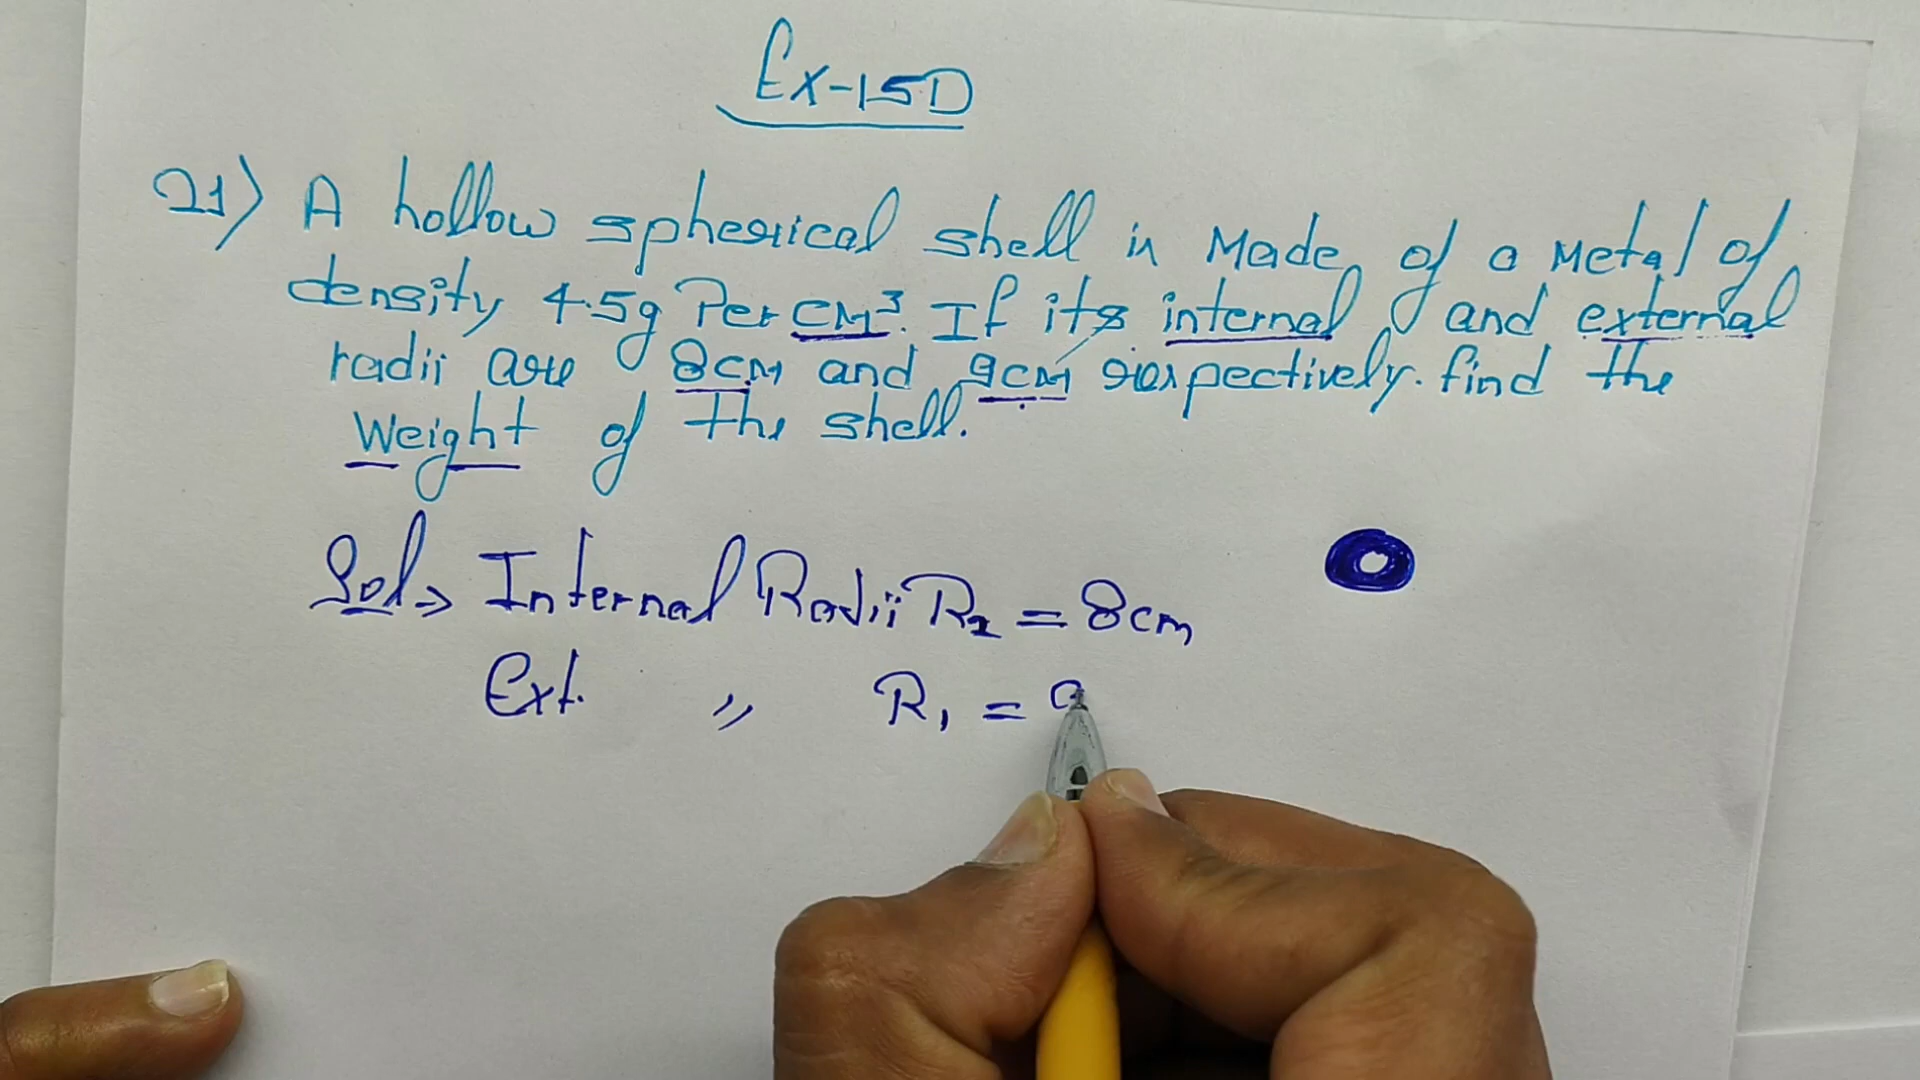 Ex-15D
21) A hollow spherical shell is Made of a Metal of
density 4.5g Per CM³. If its internal and external
radii are 8cm and 9cm respectively. find the
Weight of the shell.
Sol→ Internal Radii R2 = 8cm
Ext. " R1 = 9